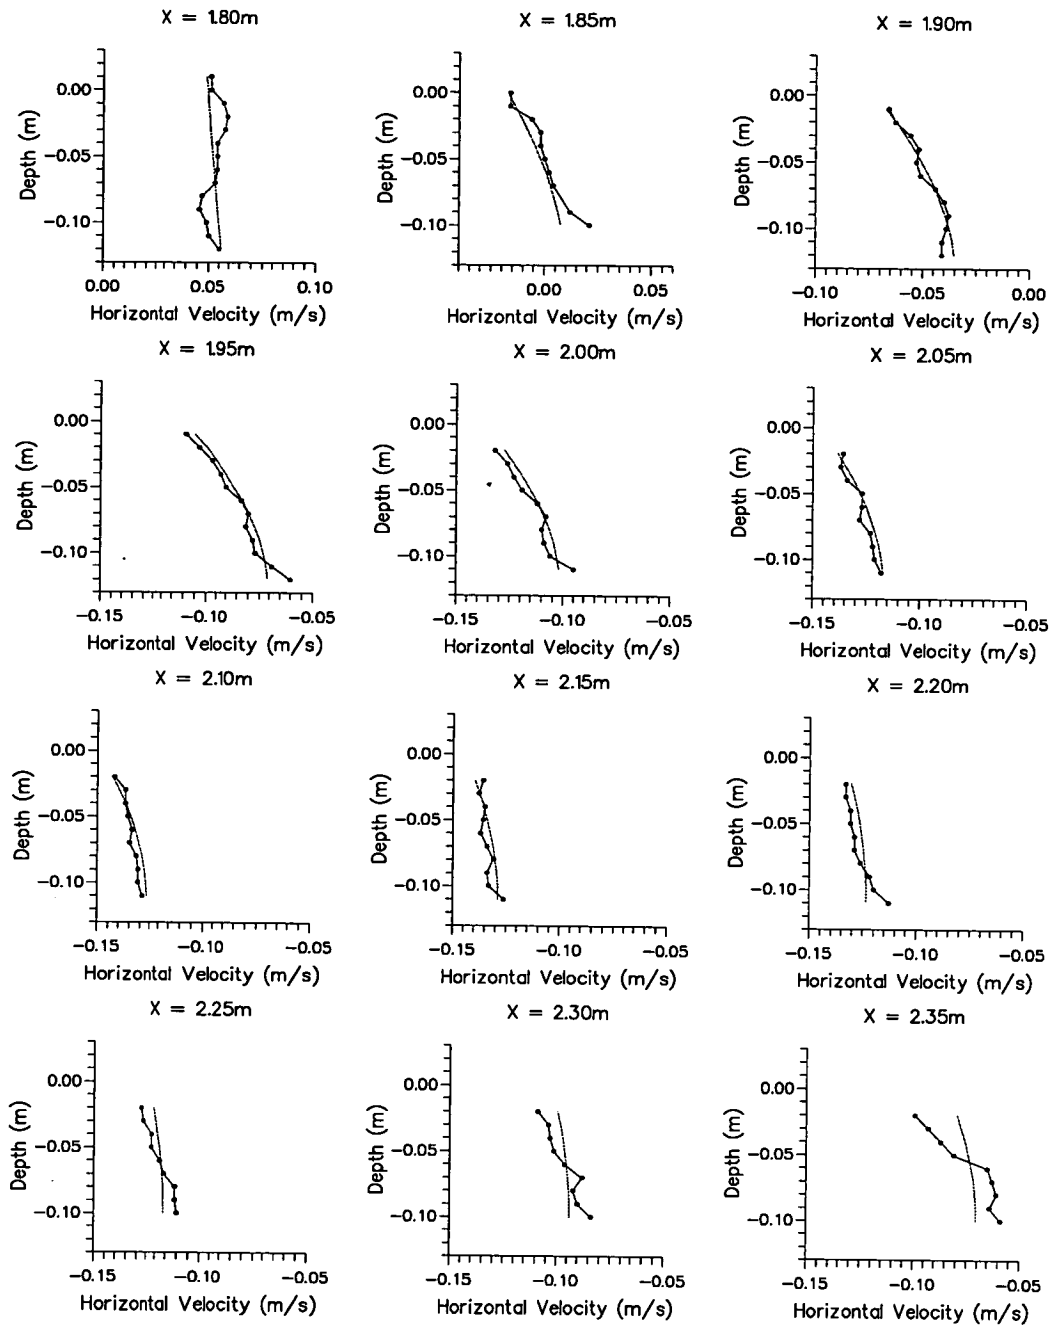 X = 1.80m
X = 1.85m
X = 1.90m
Depth (m)
0.00
−0.05
−0.10
0.00
0.05
0.10
Horizontal Velocity (m/s)
Depth (m)
0.00
−0.05
−0.10
0.00
0.05
Horizontal Velocity (m/s)
Depth (m)
0.00
−0.05
−0.10
−0.10
−0.05
0.00
Horizontal Velocity (m/s)
X = 1.95m
X = 2.00m
X = 2.05m
Depth (m)
0.00
−0.05
−0.10
−0.15
−0.10
−0.05
Horizontal Velocity (m/s)
Depth (m)
0.00
−0.05
−0.10
−0.15
−0.10
−0.05
Horizontal Velocity (m/s)
Depth (m)
0.00
−0.05
−0.10
−0.15
−0.10
−0.05
Horizontal Velocity (m/s)
X = 2.10m
X = 2.15m
X = 2.20m
Depth (m)
0.00
−0.05
−0.10
−0.15
−0.10
−0.05
Horizontal Velocity (m/s)
Depth (m)
0.00
−0.05
−0.10
−0.15
−0.10
−0.05
Horizontal Velocity (m/s)
Depth (m)
0.00
−0.05
−0.10
−0.15
−0.10
−0.05
Horizontal Velocity (m/s)
X = 2.25m
X = 2.30m
X = 2.35m
Depth (m)
0.00
−0.05
−0.10
−0.15
−0.10
−0.05
Horizontal Velocity (m/s)
Depth (m)
0.00
−0.05
−0.10
−0.15
−0.10
−0.05
Horizontal Velocity (m/s)
Depth (m)
0.00
−0.05
−0.10
−0.15
−0.10
−0.05
Horizontal Velocity (m/s)